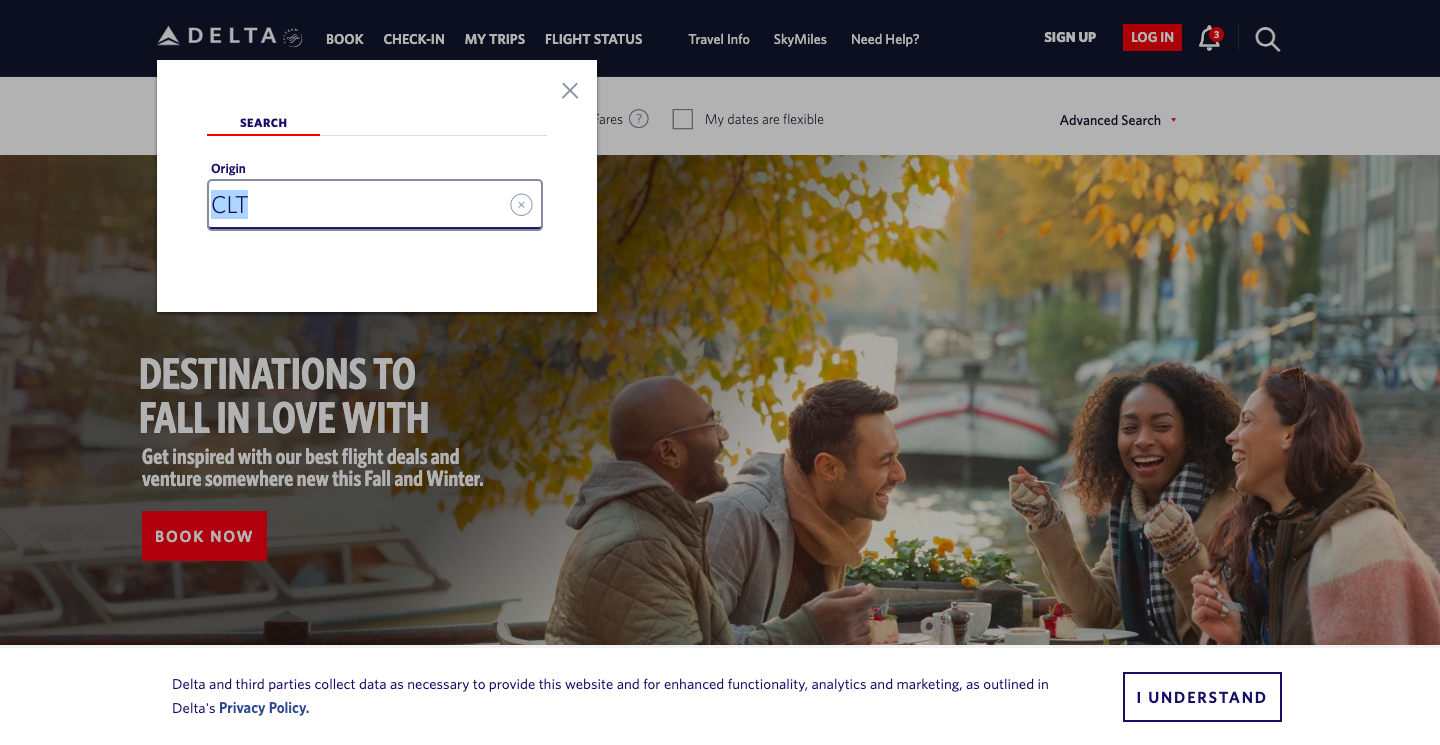 DELTA
BOOK CHECK-IN MY TRIPS FLIGHT STATUS Travel Info SkyMiles Need Help? SIGN UP LOG IN 3
SEARCH
Fares ? My dates are flexible Advanced Search
Origin
CLT
DESTINATIONS TO
FALL IN LOVE WITH
Get inspired with our best flight deals and
venture somewhere new this Fall and Winter.
BOOK NOW
Delta and third parties collect data as necessary to provide this website and for enhanced functionality, analytics and marketing, as outlined in
Delta's Privacy Policy.
I UNDERSTAND